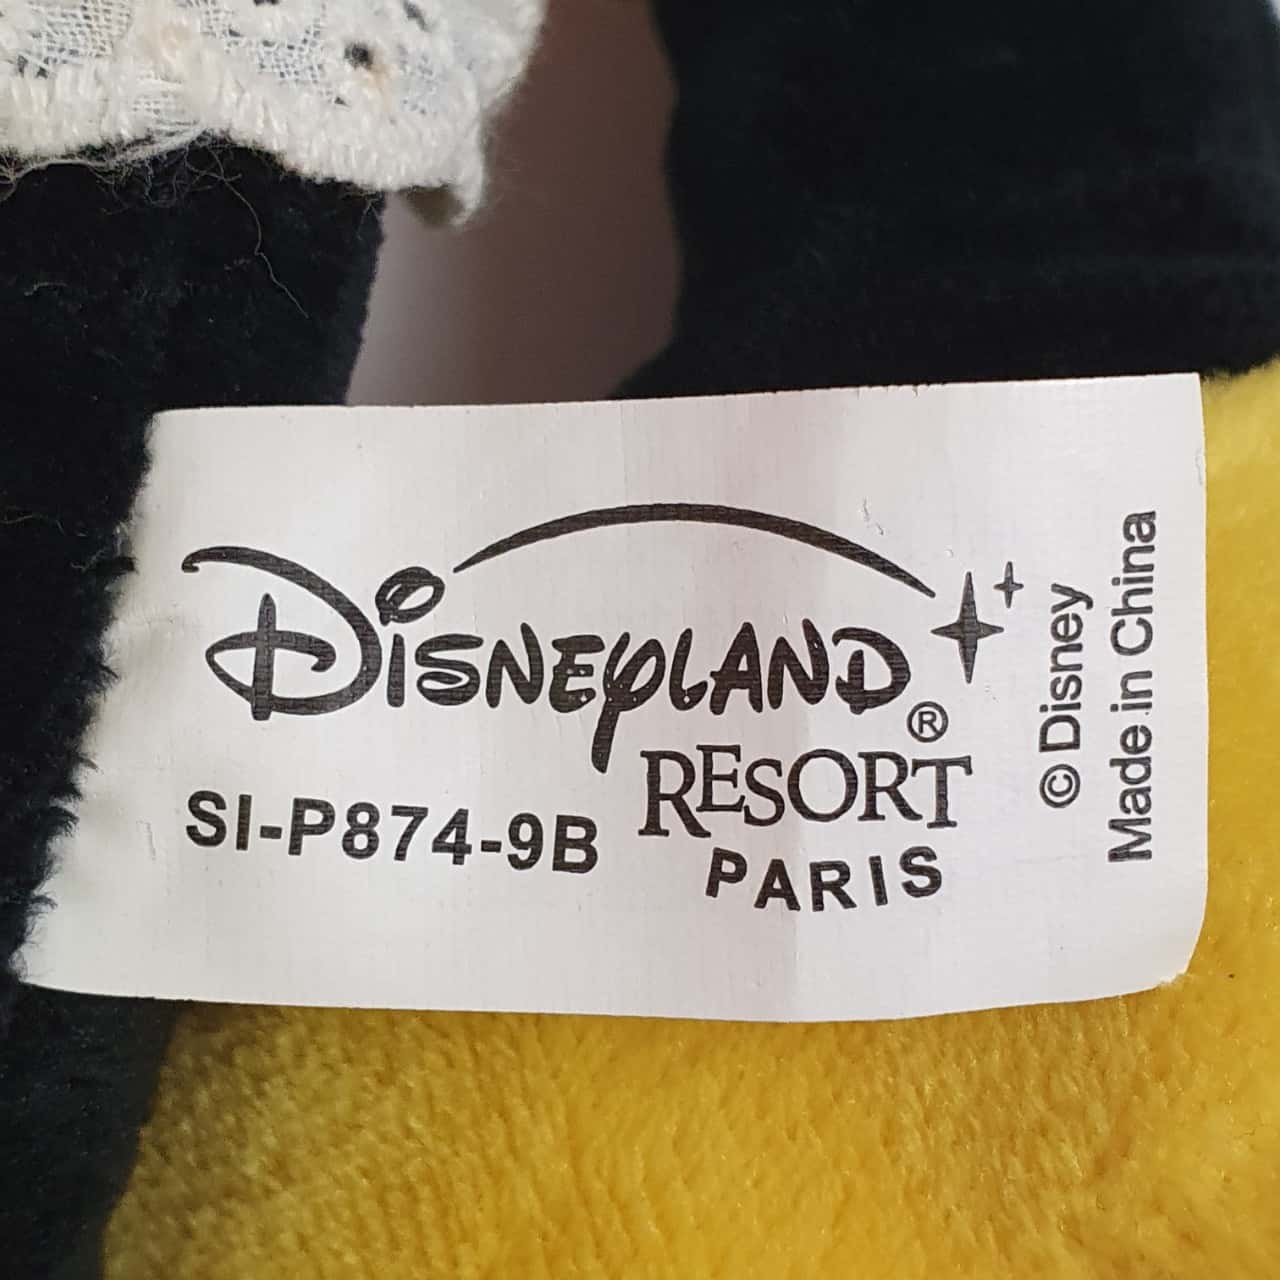 DISNEYLAND®
RESORT
PARIS
SI-P874-9B
©Disney
Made in China